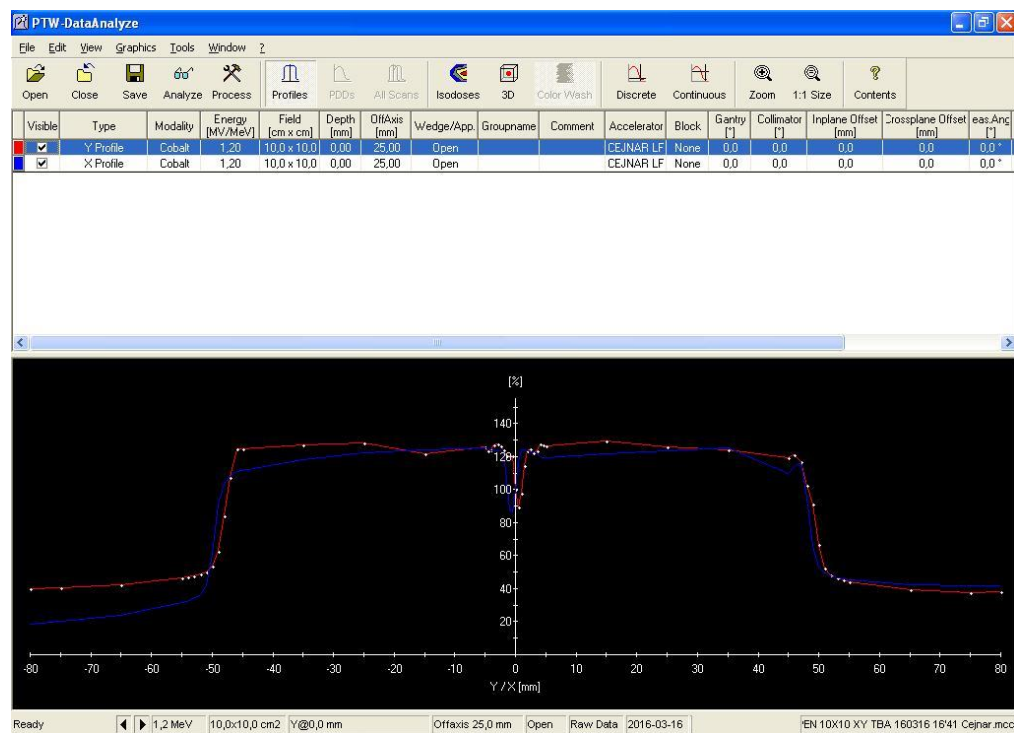 PTW-DataAnalyze
File Edit View Graphics Tools Window ?
Open Close Save Analyze Process Profiles PDDs All Scans Isodoses 3D Color Wash Discrete Continuous Zoom 1:1 Size Contents
Visible Type Modality Energy [MV/MeV] Field [cm x cm] Depth [mm] OffAxis [mm] Wedge/App. Groupname Comment Accelerator Block Gantry [°] Collimator [°] Inplane Offset [mm] Crossplane Offset [mm] eas.Ang [°]
Y Profile Cobalt 1,20 10,0 x 10,0 0,00 25,00 Open CEJNAR LF None 0,0 0,0 0,0 0,0 0,0 °
X Profile Cobalt 1,20 10,0 x 10,0 0,00 25,00 Open CEJNAR LF None 0,0 0,0 0,0 0,0 0,0 °
[%]
140
120
100
80
60
40
20
-80 -70 -60 -50 -40 -30 -20 -10 0 10 20 30 40 50 60 70 80
Y / X [mm]
Ready 1,2 MeV 10,0x10,0 cm2 Y@0,0 mm Offaxis 25,0 mm Open Raw Data 2016-03-16 EN 10X10 XY TBA 160316 16'41 Cejnar.mcc